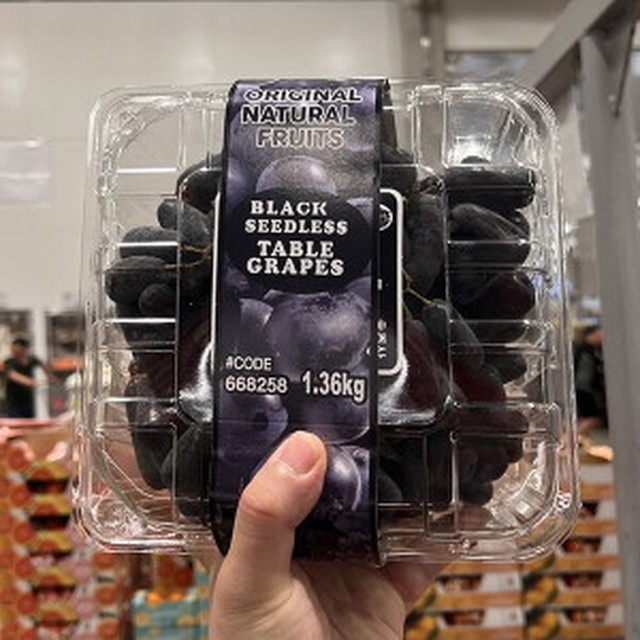 ORIGINAL
NATURAL
FRUITS
BLACK
SEEDLESS
TABLE
GRAPES
#CODE
668258 1.36kg